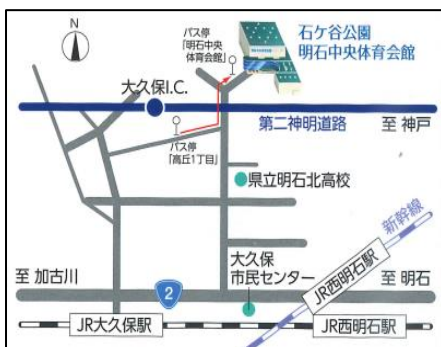 N
石ケ谷公園
明石中央体育会館
バス停
「明石中央
体育会館」
大久保I.C.
第二神明道路
至 神戸
バス停
「高丘1丁目」
県立明石北高校
新幹線
大久保
市民センター
至 加古川
2
JR西明石駅
至 明石
JR大久保駅
JR西明石駅